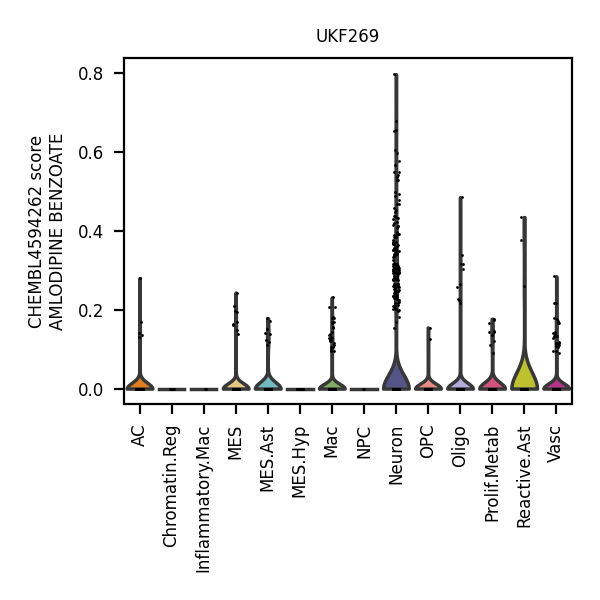 UKF269
CHEMBL4594262 score
AMLODIPINE BENZOATE
0.8
0.6
0.4
0.2
0.0
AC
Chromatin.Reg
Inflammatory.Mac
MES
MES.Ast
MES.Hyp
Mac
NPC
Neuron
OPC
Oligo
Prolif.Metab
Reactive.Ast
Vasc